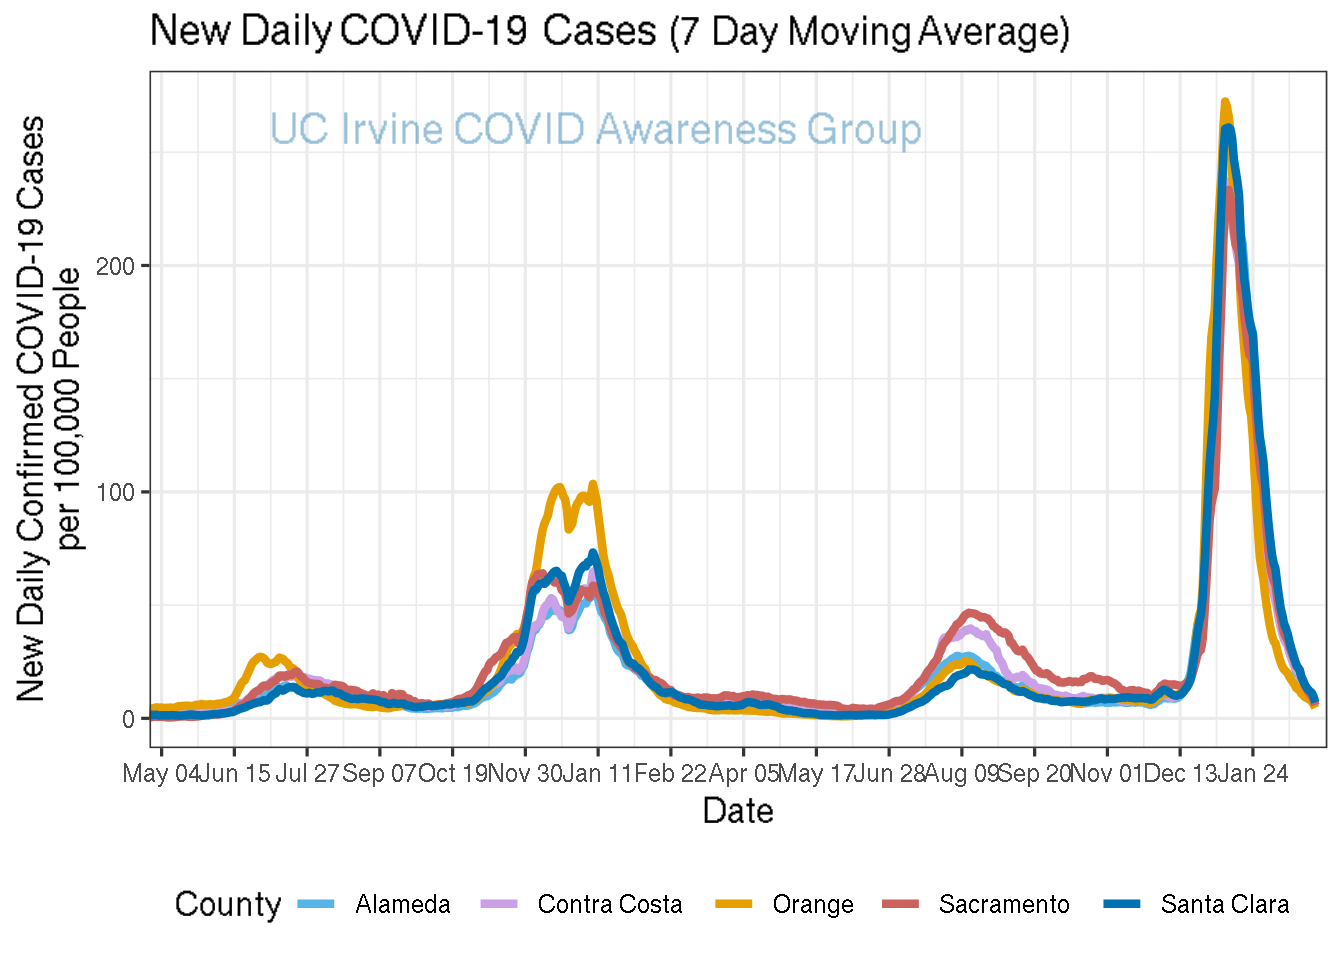 New Daily COVID-19 Cases (7 Day Moving Average)
UC Irvine COVID Awareness Group
New Daily Confirmed COVID-19 Cases
per 100,000 People
200
100
0
May 04 Jun 15 Jul 27 Sep 07 Oct 19 Nov 30 Jan 11 Feb 22 Apr 05 May 17 Jun 28 Aug 09 Sep 20 Nov 01 Dec 13 Jan 24
Date
County Alameda Contra Costa Orange Sacramento Santa Clara